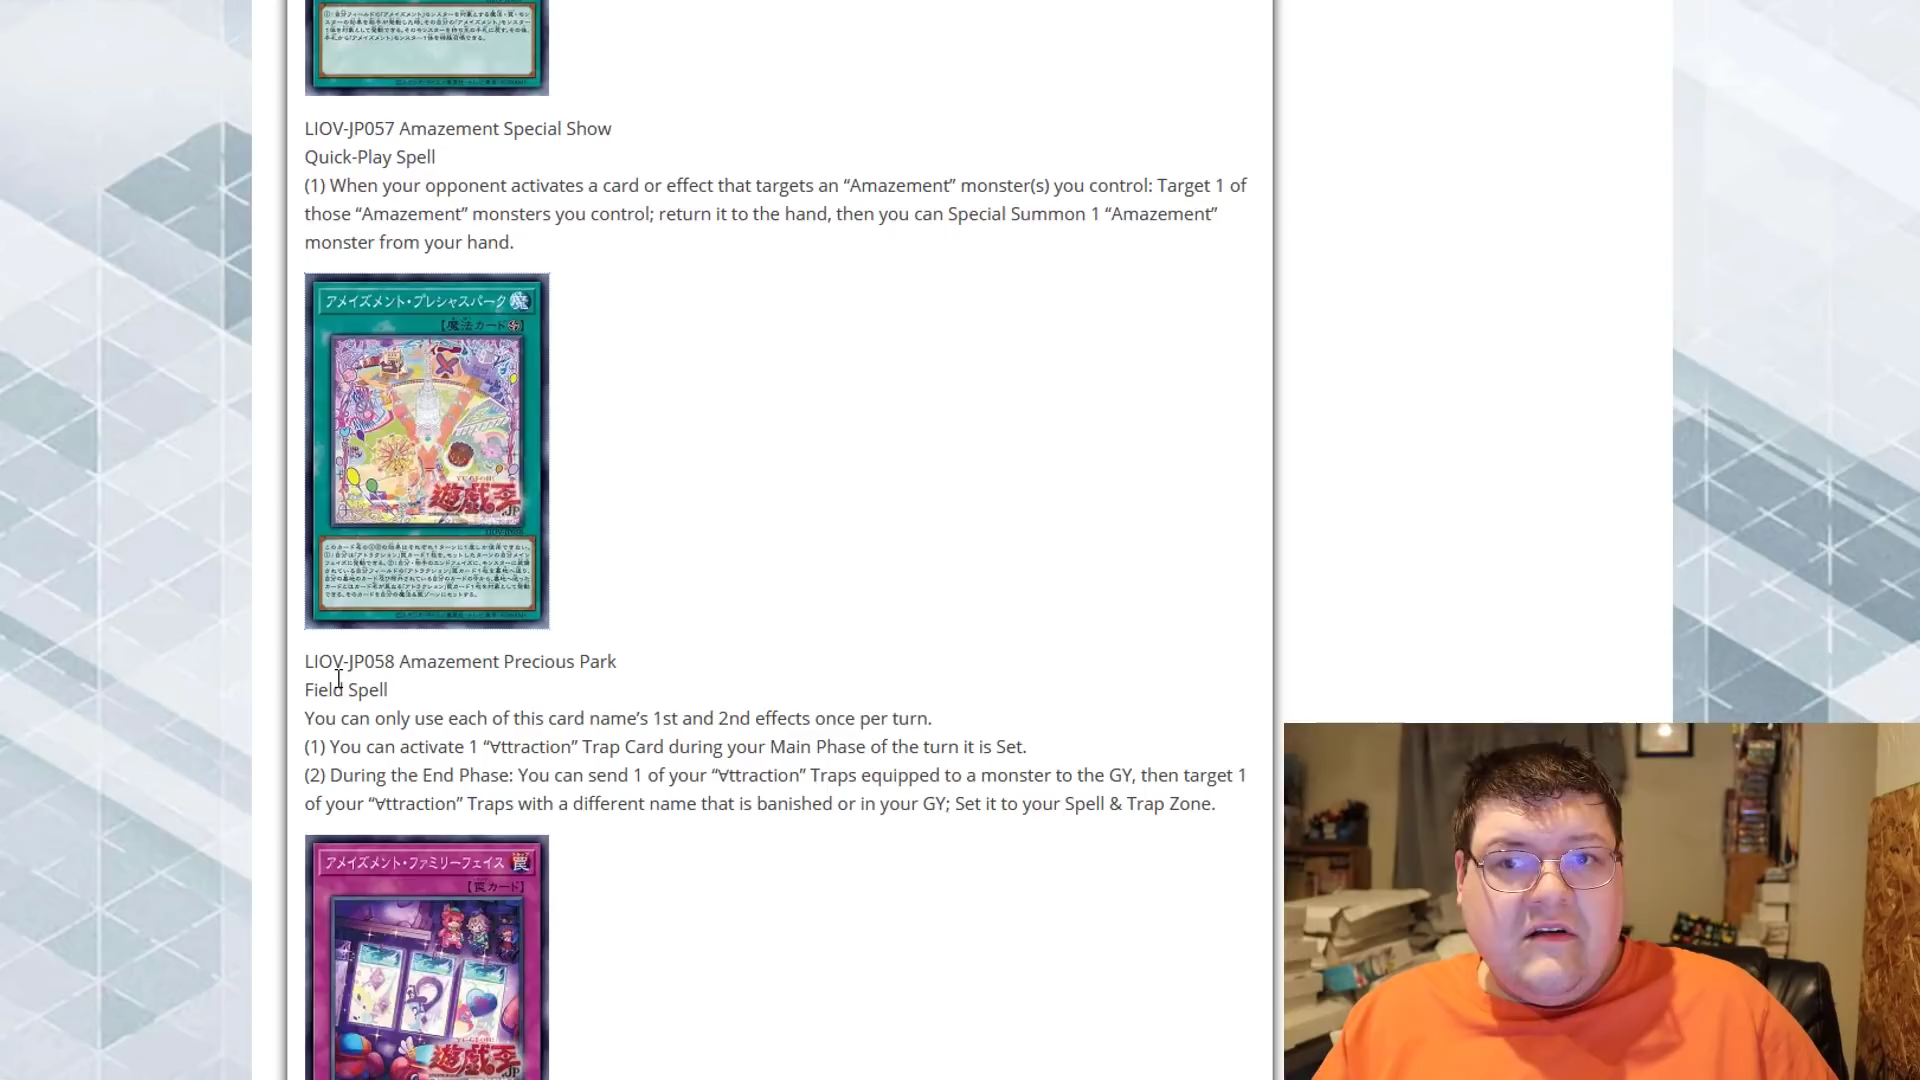 LIOV-JP057 Amazement Special Show
Quick-Play Spell
(1) When your opponent activates a card or effect that targets an “Amazement” monster(s) you control: Target 1 of
those “Amazement” monsters you control; return it to the hand, then you can Special Summon 1 “Amazement”
monster from your hand.
アメイズメント・プレシャスパーク 魔
【魔法カード】
遊戯王.jp
LIOV-JP058 Amazement Precious Park
Field Spell
You can only use each of this card name’s 1st and 2nd effects once per turn.
(1) You can activate 1 “∀ttraction” Trap Card during your Main Phase of the turn it is Set.
(2) During the End Phase: You can send 1 of your “∀ttraction” Traps equipped to a monster to the GY, then target 1
of your “∀ttraction” Traps with a different name that is banished or in your GY; Set it to your Spell & Trap Zone.
アメイズメント・ファミリーフェイス 罠
【罠カード】
遊戯王.jp